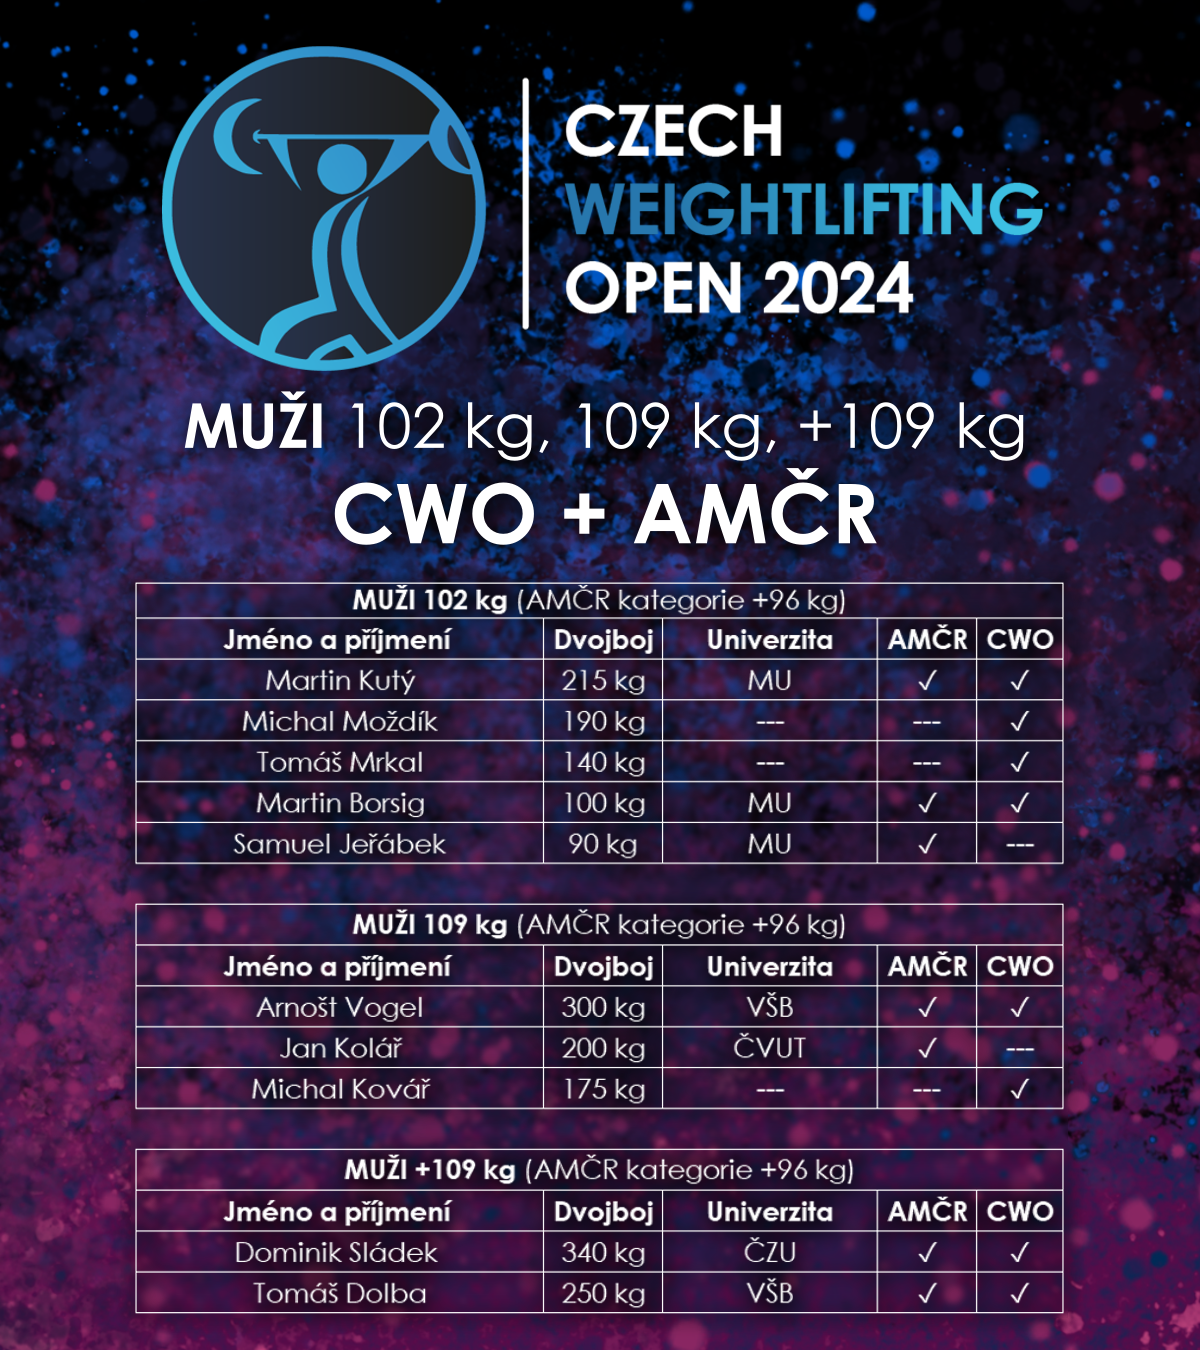 CZECH
WEIGHTLIFTING
OPEN 2024
MUŽI 102 kg, 109 kg, +109 kg
CWO + AMČR
MUŽI 102 kg (AMČR kategorie +96 kg)
Jméno a příjmení Dvojboj Univerzita AMČR CWO
Martin Kutý 215 kg MU ✓ ✓
Michal Moždík 190 kg --- --- ✓
Tomáš Mrkal 140 kg --- --- ✓
Martin Borsig 100 kg MU ✓ ✓
Samuel Jeřábek 90 kg MU ✓ ---
MUŽI 109 kg (AMČR kategorie +96 kg)
Jméno a příjmení Dvojboj Univerzita AMČR CWO
Arnošt Vogel 300 kg VŠB ✓ ✓
Jan Kolář 200 kg ČVUT ✓ ---
Michal Kovář 175 kg --- --- ✓
MUŽI +109 kg (AMČR kategorie +96 kg)
Jméno a příjmení Dvojboj Univerzita AMČR CWO
Dominik Sládek 340 kg ČZU ✓ ✓
Tomáš Dolba 250 kg VŠB ✓ ✓